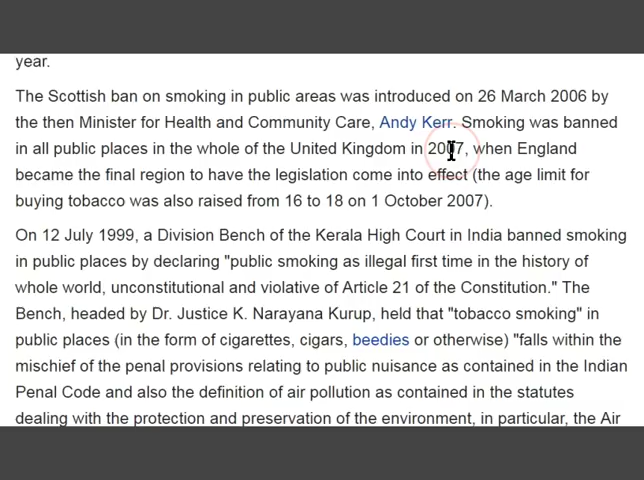 year.
The Scottish ban on smoking in public areas was introduced on 26 March 2006 by
the then Minister for Health and Community Care, Andy Kerr. Smoking was banned
in all public places in the whole of the United Kingdom in 2007, when England
became the final region to have the legislation come into effect (the age limit for
buying tobacco was also raised from 16 to 18 on 1 October 2007).
On 12 July 1999, a Division Bench of the Kerala High Court in India banned smoking
in public places by declaring "public smoking as illegal first time in the history of
whole world, unconstitutional and violative of Article 21 of the Constitution." The
Bench, headed by Dr. Justice K. Narayana Kurup, held that "tobacco smoking" in
public places (in the form of cigarettes, cigars, beedies or otherwise) "falls within the
mischief of the penal provisions relating to public nuisance as contained in the Indian
Penal Code and also the definition of air pollution as contained in the statutes
dealing with the protection and preservation of the environment, in particular, the Air